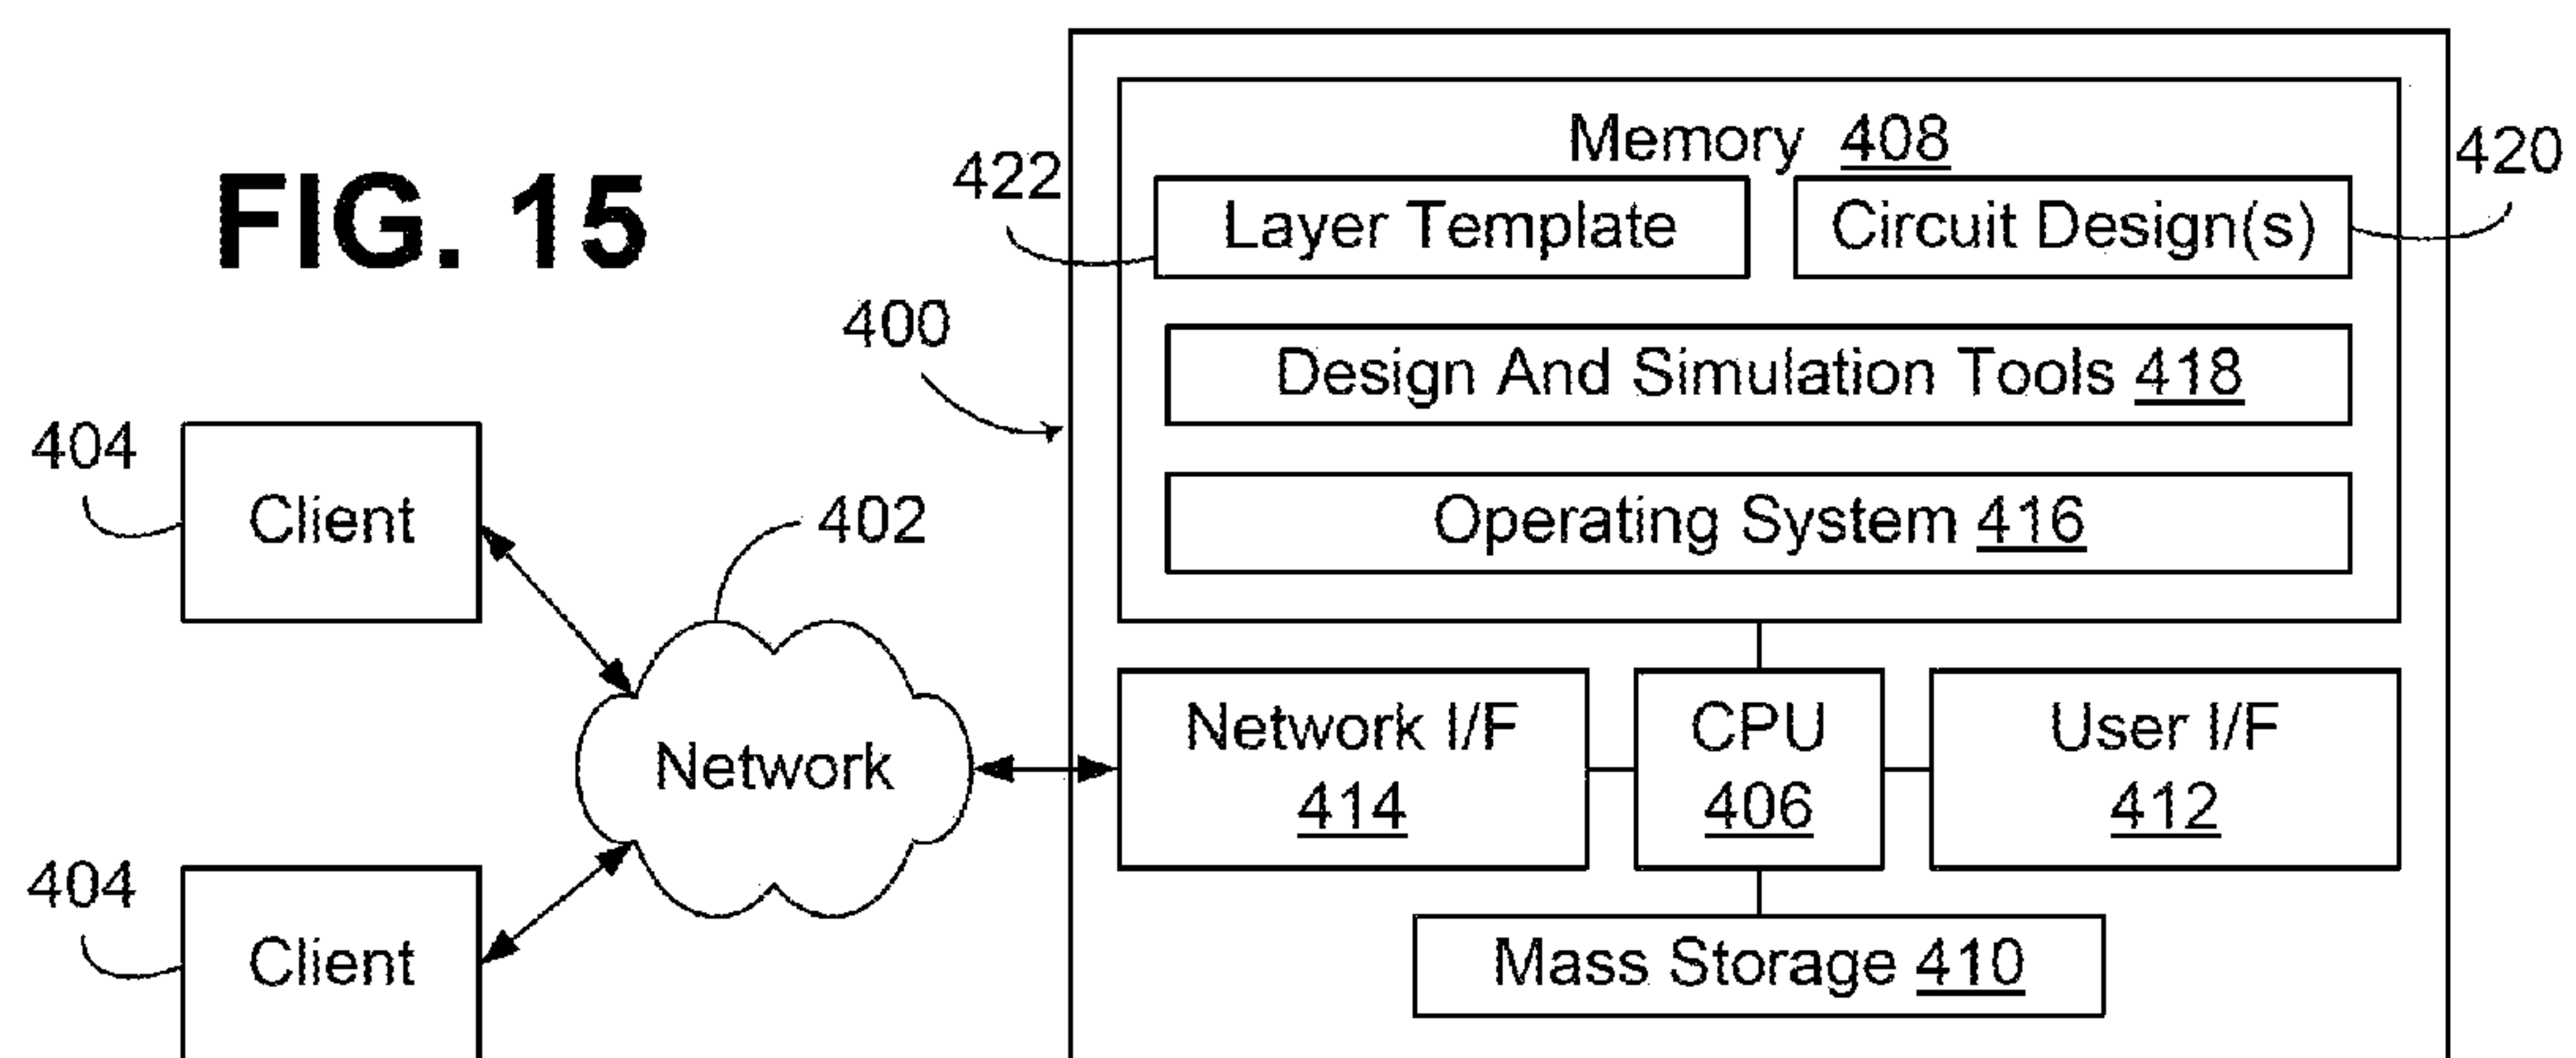 FIG. 15
Memory 408
422
420
Layer Template
Circuit Design(s)
400
Design And Simulation Tools 418
404
Client
402
Operating System 416
Network
Network I/F
414
CPU
406
User I/F
412
404
Client
Mass Storage 410